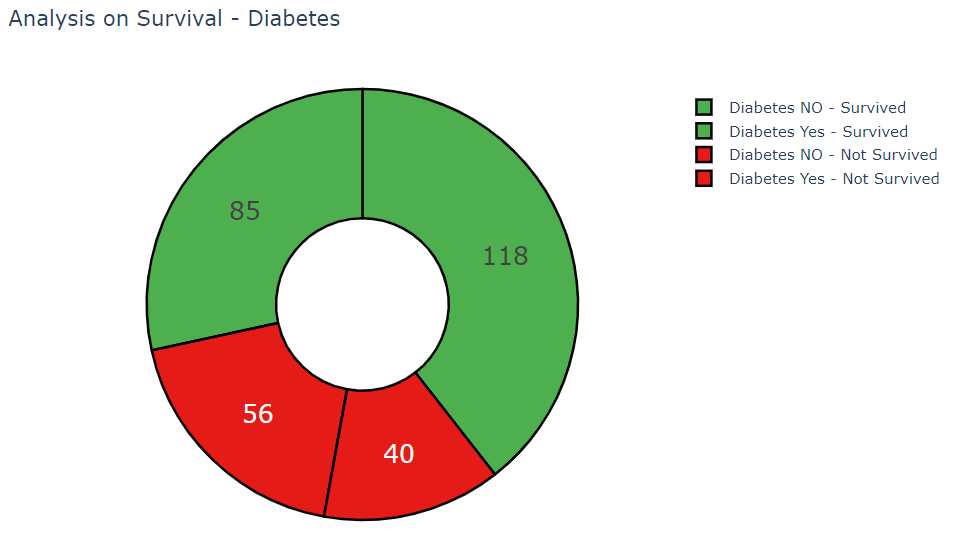 Analysis on Survival - Diabetes
Diabetes NO - Survived
Diabetes Yes - Survived
Diabetes NO - Not Survived
Diabetes Yes - Not Survived
85
118
56
40